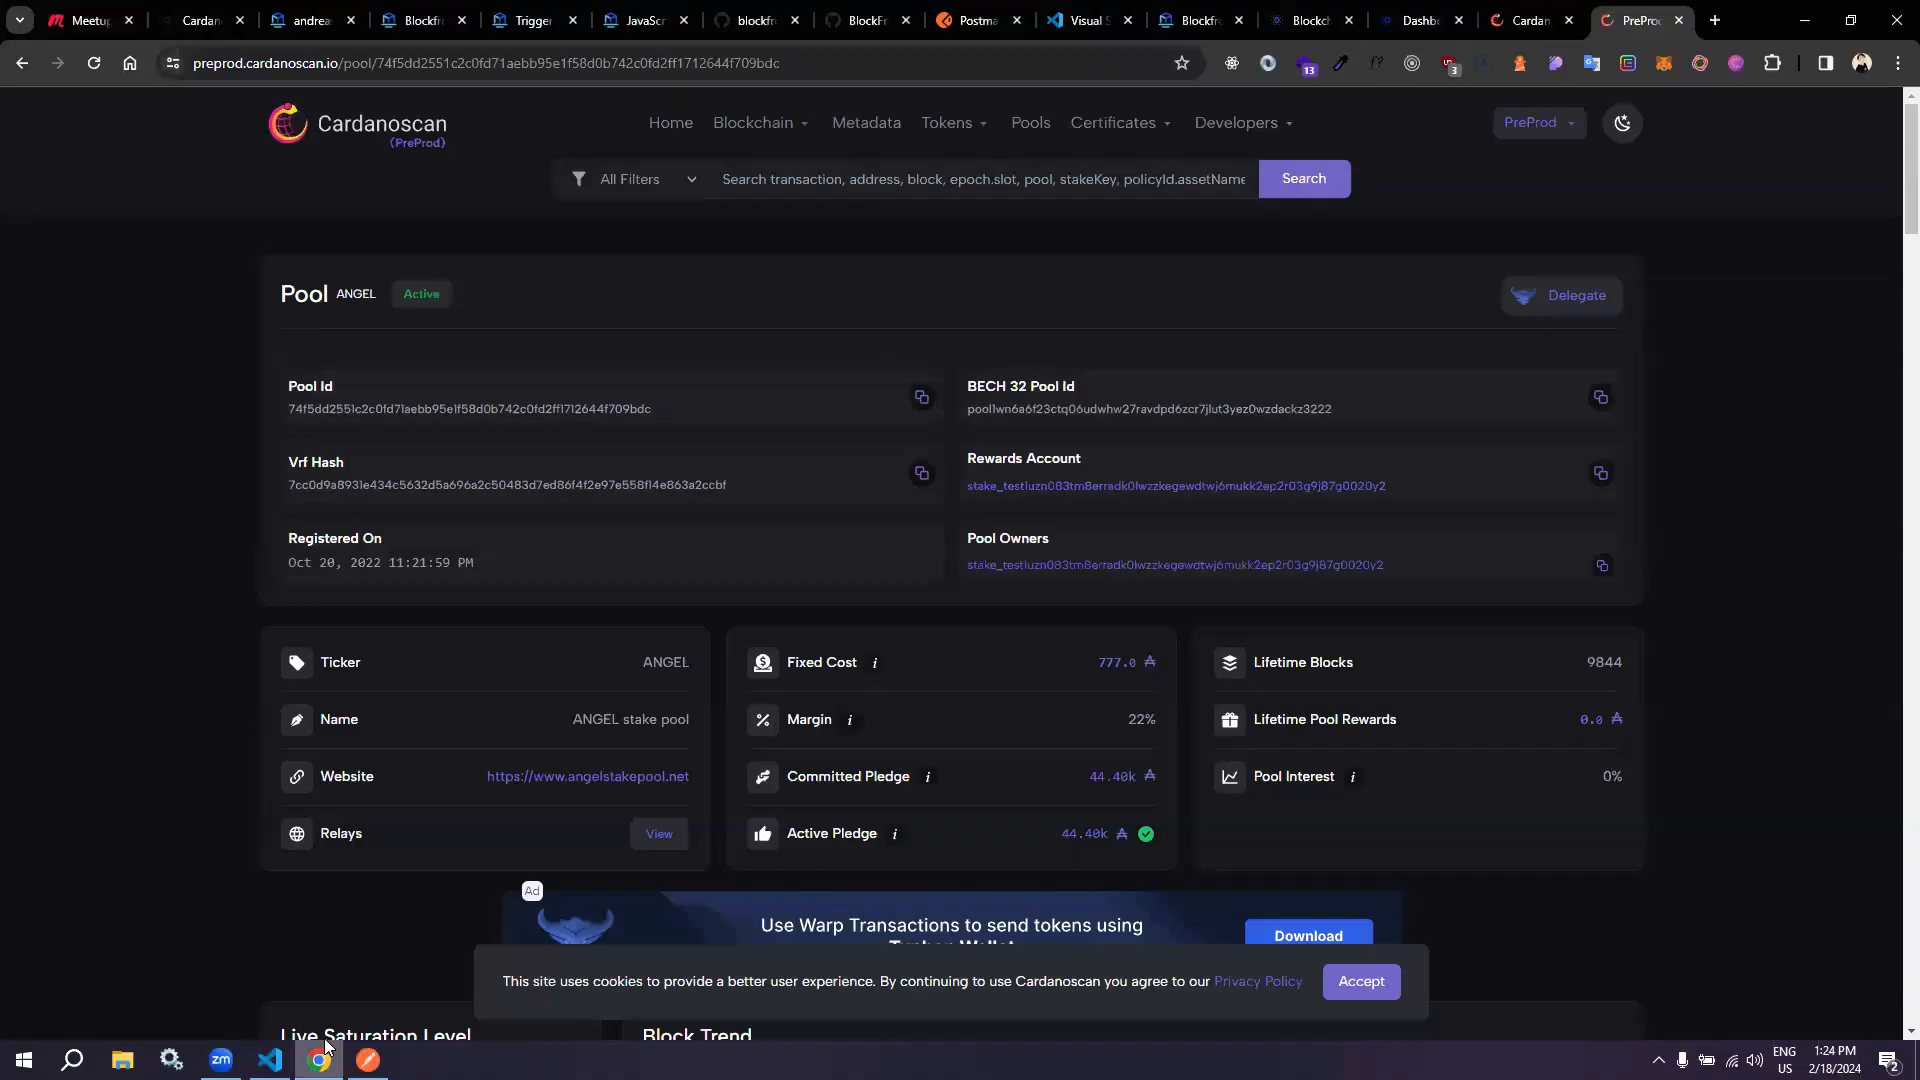 Meetup
Cardan
andrea
Blockfr
Trigger
JavaScr
blockfr
BlockFr
Postma
Visual S
Blockfro
Blockch
Dashb
Cardan
PrePro
preprod.cardanoscan.io/pool/74f5dd2551c2c0fd71aebb95e1f58d0b742c0fd2ff1712644f709bdc
13
3
Cardanoscan
(PreProd)
Home
Blockchain
Metadata
Tokens
Pools
Certificates
Developers
PreProd
All Filters
Search transaction, address, block, epoch.slot, pool, stakeKey, policyId.assetName
Search
Pool ANGEL Active
Delegate
Pool Id
74f5dd2551c2c0fd71aebb95e1f58d0b742c0fd2ff1712644f709bdc
BECH 32 Pool Id
pool1wn6a6f23ctq06udwhw27ravdpd6zcr7jlut3yez0wzdackz3222
Vrf Hash
7cc0d9a8931e434c5632d5a696a2c50483d7ed86f4f2e97e558f14e863a2ccbf
Rewards Account
stake_test1uzn083tm8erradk0lwzzkegewdtwj6mukk2ep2r03g9j87g0020y2
Registered On
Oct 20, 2022 11:21:59 PM
Pool Owners
stake_test1uzn083tm8erradk0lwzzkegewdtwj6mukk2ep2r03g9j87g0020y2
Ticker ANGEL
Name ANGEL stake pool
Website https://www.angelstakepool.net
Relays View
Fixed Cost i 777.0 ₳
Margin i 22%
Committed Pledge i 44.40k ₳
Active Pledge i 44.40k ₳
Lifetime Blocks 9844
Lifetime Pool Rewards 0.0 ₳
Pool Interest i 0%
Ad
Use Warp Transactions to send tokens using
Typhon Wallet
Download
This site uses cookies to provide a better user experience. By continuing to use Cardanoscan you agree to our Privacy Policy
Accept
Live Saturation Level
Block Trend
zm
ENG
US
1:24 PM
2/18/2024
2